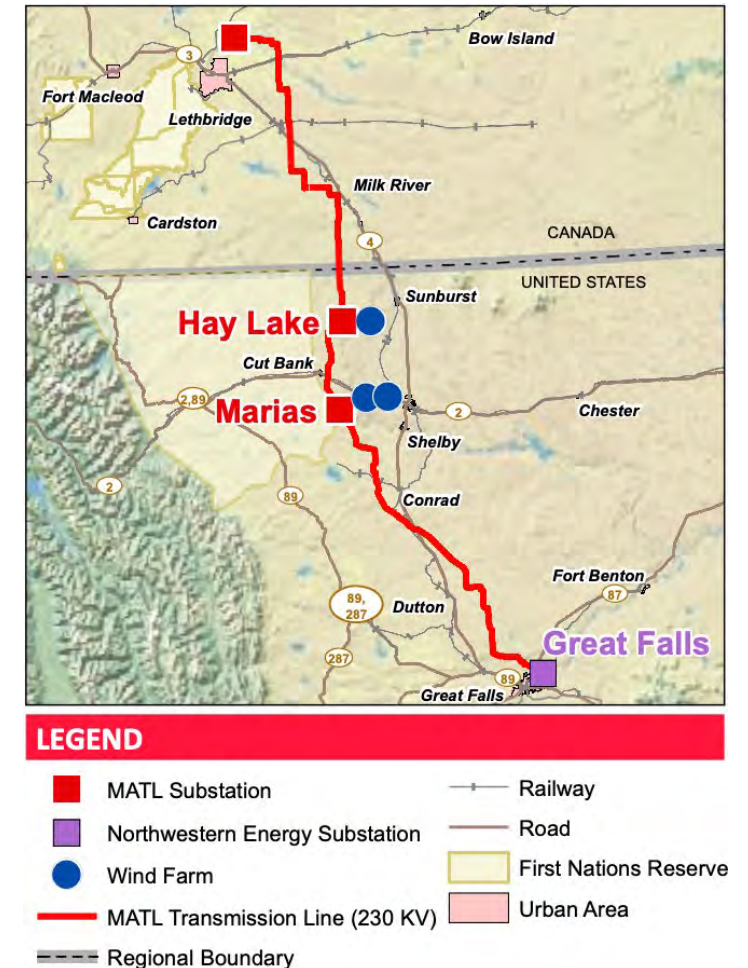 Bow Island
3
Fort Macleod
Lethbridge
Milk River
Cardston
4
CANADA
UNITED STATES
Sunburst
Hay Lake
Cut Bank
2,89
Marias
2
Chester
Shelby
2
89
Conrad
Fort Benton
87
89,
287
Dutton
Great Falls
287
89
Great Falls
LEGEND
MATL Substation
Railway
Northwestern Energy Substation
Road
Wind Farm
First Nations Reserve
MATL Transmission Line (230 KV)
Urban Area
Regional Boundary